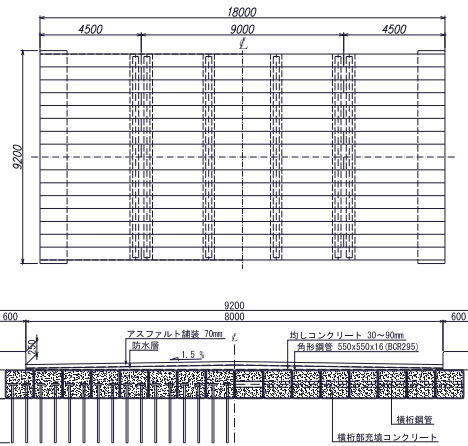 18000
4500 9000 4500
℄
9200
9200
600 8000 600
250
アスファルト舗装 70mm
防水層
1.5 %
℄
均しコンクリート 30～90mm
角形鋼管 550x550x16(BCR295)
横桁鋼管
横桁部充填コンクリート